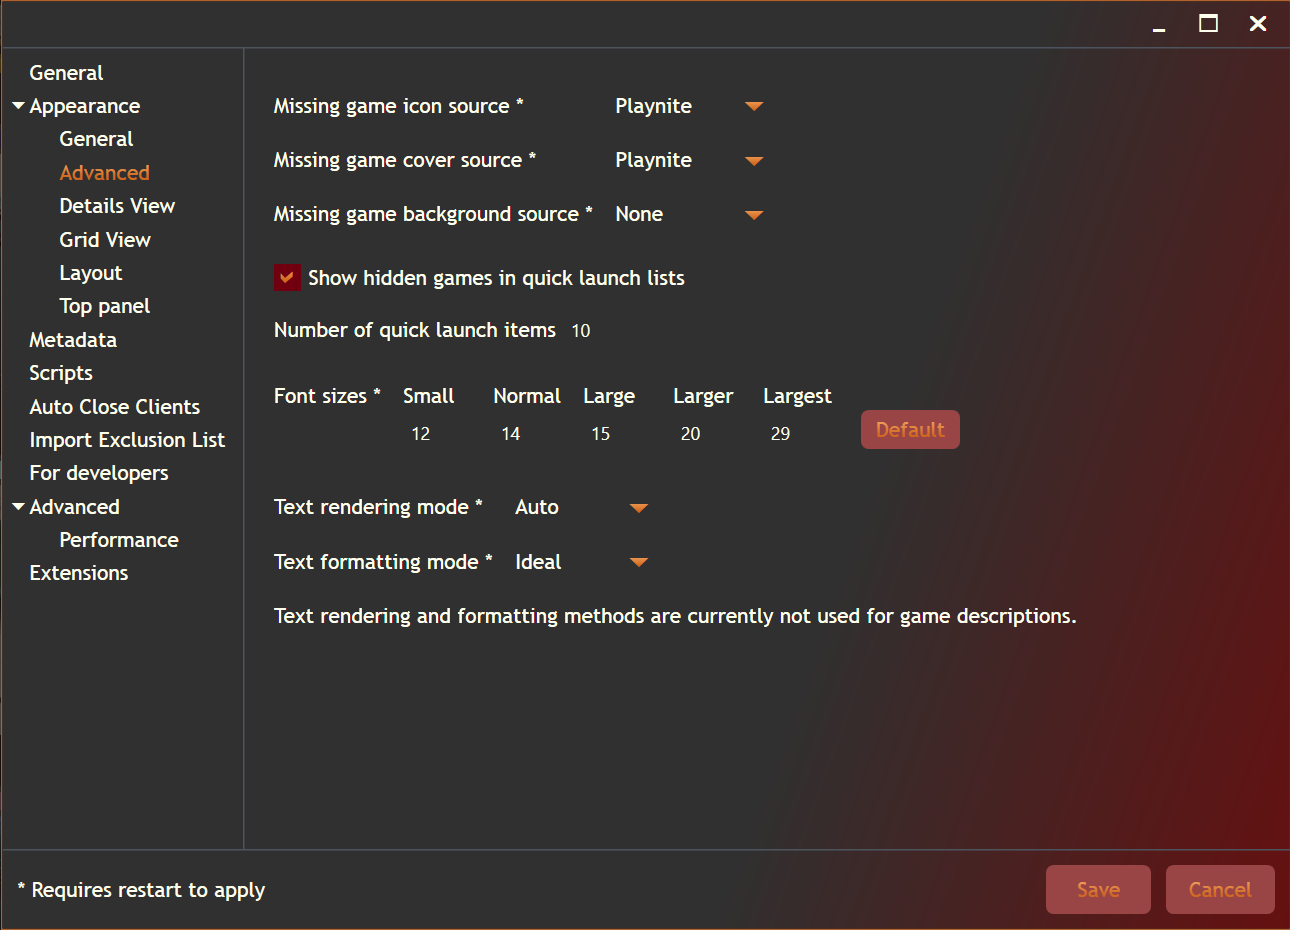 General
Appearance
General
Advanced
Details View
Grid View
Layout
Top panel
Metadata
Scripts
Auto Close Clients
Import Exclusion List
For developers
Advanced
Performance
Extensions
Missing game icon source * Playnite
Missing game cover source * Playnite
Missing game background source * None
Show hidden games in quick launch lists
Number of quick launch items 10
Font sizes * Small Normal Large Larger Largest
12 14 15 20 29 Default
Text rendering mode * Auto
Text formatting mode * Ideal
Text rendering and formatting methods are currently not used for game descriptions.
* Requires restart to apply Save Cancel